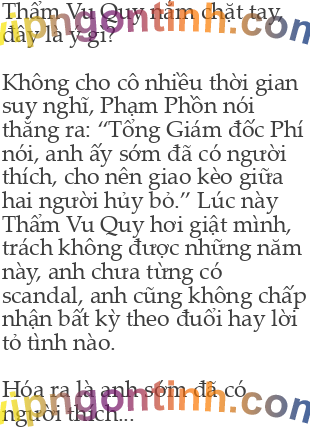 Thẩm Vu Quy nắm chặt tay,
đây là ý gì?
Không cho cô nhiều thời gian
suy nghĩ, Phạm Phồn nói
thẳng ra: “Tổng Giám đốc Phí
nói, anh ấy sớm đã có người
thích, cho nên giao kèo giữa
hai người hủy bỏ.” Lúc này
Thẩm Vu Quy hơi giật mình,
trách không được những năm
này, anh chưa từng có
scandal, anh cũng không chấp
nhận bất kỳ theo đuổi hay lời
tỏ tình nào.
Hóa ra là anh sớm đã có
người thích...
vipngontinh.com
vipngontinh.com